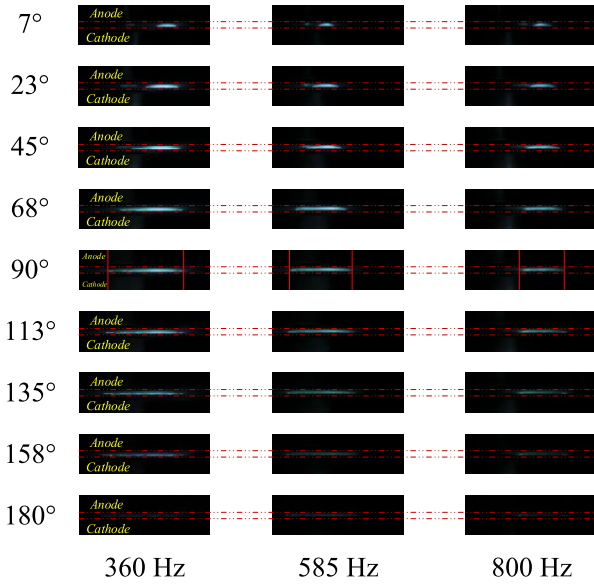 7°
Anode
Cathode
23°
Anode
Cathode
45°
Anode
Cathode
68°
Anode
Cathode
90°
Anode
Cathode
113°
Anode
Cathode
135°
Anode
Cathode
158°
Anode
Cathode
180°
Anode
Cathode
360 Hz 585 Hz 800 Hz